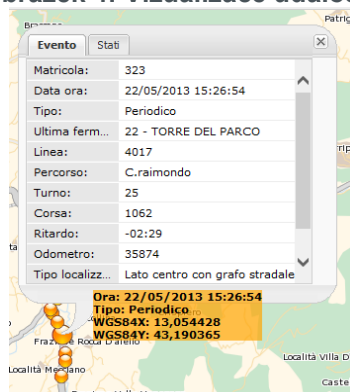 Evento Stati
Matricola: 323
Data ora: 22/05/2013 15:26:54
Tipo: Periodico
Ultima ferm... 22 - TORRE DEL PARCO
Linea: 4017
Percorso: C.raimondo
Turno: 25
Corsa: 1062
Ritardo: -02:29
Odometro: 35874
Tipo localizz... Lato centro con grafo stradale
Ora: 22/05/2013 15:26:54
Tipo: Periodico
WGS84X: 13,054428
WGS84Y: 43,190365
Località Villa D
Caste